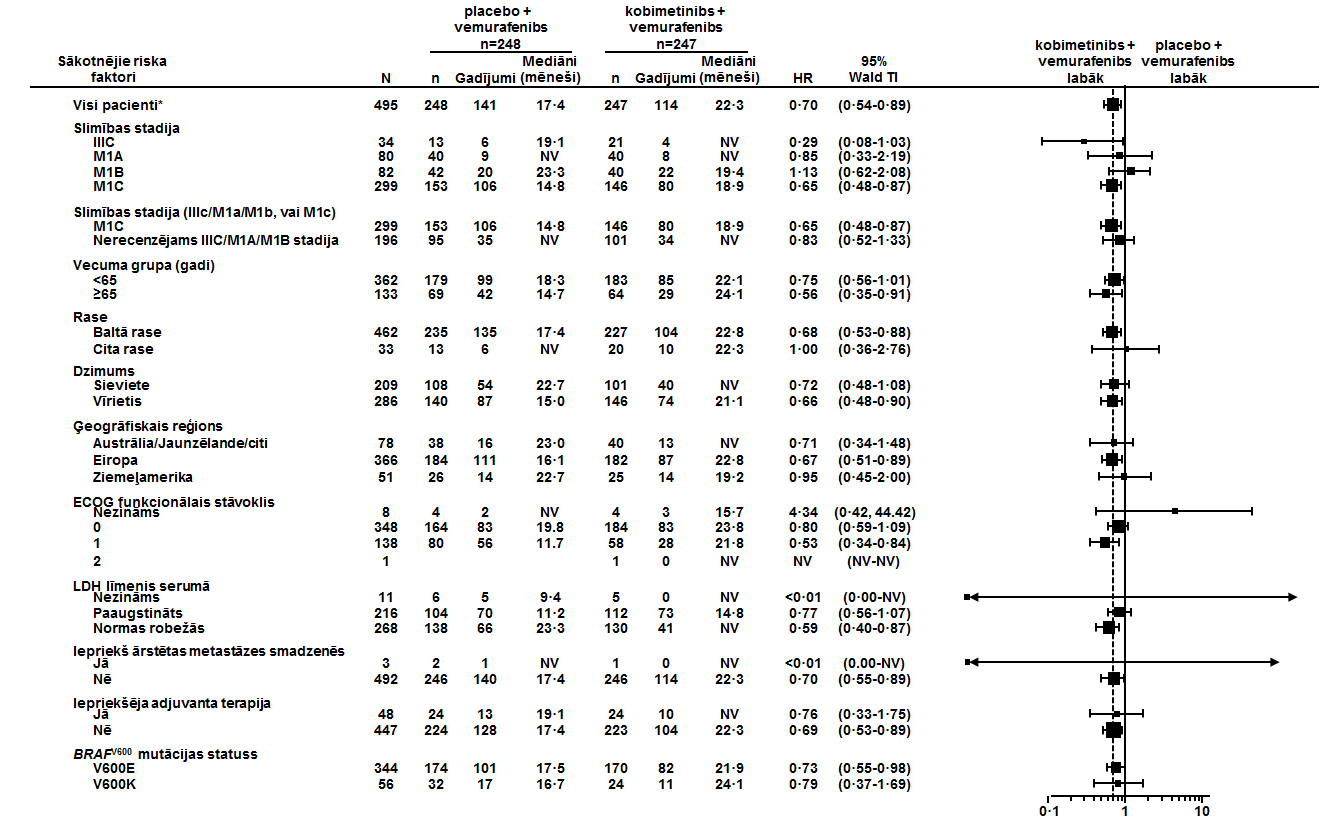 placebo + kobimetinibs +
vemurafenibs vemurafenibs
n=248 n=247 kobimetinibs + placebo +
Sākotnējie riska Mediāni Mediāni 95% vemurafenibs vemurafenibs
faktori N n Gadījumi (mēneši) n Gadījumi (mēneši) HR Wald TI labāk labāk
Visi pacienti* 495 248 141 17·4 247 114 22·3 0·70 (0·54-0·89)
Slimības stadija
IIIC 34 13 6 19·1 21 4 NV 0·29 (0·08-1·03)
M1A 80 40 9 NV 40 8 NV 0·85 (0·33-2·19)
M1B 82 42 20 23·3 40 22 19·4 1·13 (0·62-2·08)
M1C 299 153 106 14·8 146 80 18·9 0·65 (0·48-0·87)
Slimības stadija (IIIc/M1a/M1b, vai M1c)
M1C 299 153 106 14·8 146 80 18·9 0·65 (0·48-0·87)
Nerecenzējams IIIC/M1A/M1B stadija 196 95 35 NV 101 34 NV 0·83 (0·52-1·33)
Vecuma grupa (gadi)
<65 362 179 99 18·3 183 85 22·1 0·75 (0·56-1·01)
≥65 133 69 42 14·7 64 29 24·1 0·56 (0·35-0·91)
Rase
Baltā rase 462 235 135 17·4 227 104 22·8 0·68 (0·53-0·88)
Cita rase 33 13 6 NV 20 10 22·3 1·00 (0·36-2·76)
Dzimums
Sieviete 209 108 54 22·7 101 40 NV 0·72 (0·48-1·08)
Vīrietis 286 140 87 15·0 146 74 21·1 0·66 (0·48-0·90)
Ģeogrāfiskais reģions
Austrālia/Jaunzēlande/citi 78 38 16 23·0 40 13 NV 0·71 (0·34-1·48)
Eiropa 366 184 111 16·1 182 87 22·8 0·67 (0·51-0·89)
Ziemeļamerika 51 26 14 22·7 25 14 19·2 0·95 (0·45-2·00)
ECOG funkcionālais stāvoklis
Nezināms 8 4 2 NV 4 3 15·7 4·34 (0·42, 44.42)
0 348 164 83 19·8 184 83 23·8 0·80 (0·59-1·09)
1 138 80 56 11·7 58 28 21·8 0·53 (0·34-0·84)
2 1 1 0 NV NV (NV-NV)
LDH līmenis serumā
Nezināms 11 6 5 9·4 5 0 NV <0·01 (0·00-NV)
Paaugstināts 216 104 70 11·2 112 73 14·8 0·77 (0·56-1·07)
Normas robežās 268 138 66 23·3 130 41 NV 0·59 (0·40-0·87)
Iepriekš ārstētas metastāzes smadzenēs
Jā 3 2 1 NV 1 0 NV <0·01 (0.00-NV)
Nē 492 246 140 17·4 246 114 22·3 0·70 (0·55-0·89)
Iepriekšēja adjuvanta terapija
Jā 48 24 13 19·1 24 10 NV 0·76 (0·33-1·75)
Nē 447 224 128 17·4 223 104 22·3 0·69 (0·53-0·89)
BRAFV600 mutācijas statuss
V600E 344 174 101 17·5 170 82 21·9 0·73 (0·55-0·98)
V600K 56 32 17 16·7 24 11 24·1 0·79 (0·37-1·69)
0·1 1 10